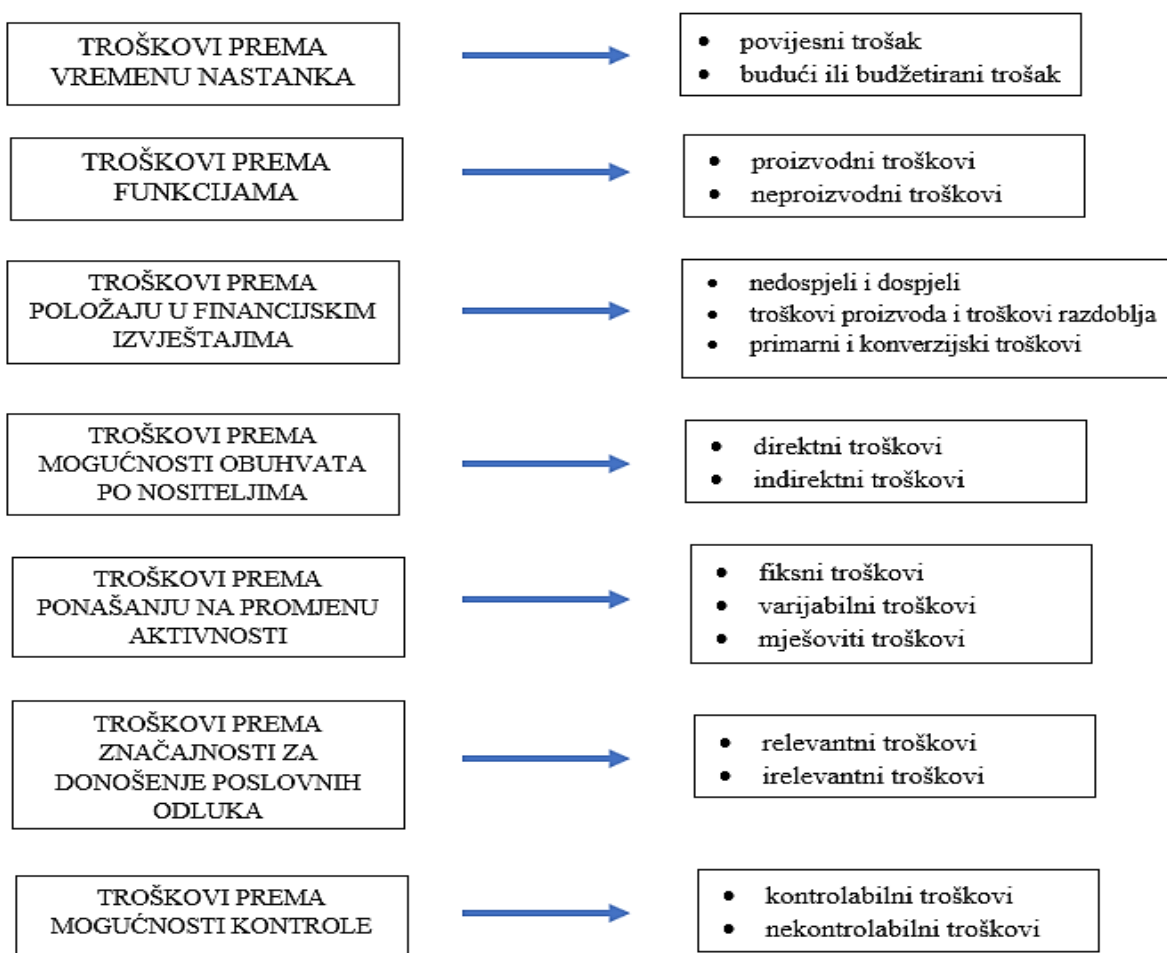 TROŠKOVI PREMA
VREMENU NASTANKA
• povijesni trošak
• budući ili budžetirani trošak
TROŠKOVI PREMA
FUNKCIJAMA
• proizvodni troškovi
• neproizvodni troškovi
TROŠKOVI PREMA
POLOŽAJU U FINANCIJSKIM
IZVJEŠTAJIMA
• nedospjeli i dospjeli
• troškovi proizvoda i troškovi razdoblja
• primarni i konverzijski troškovi
TROŠKOVI PREMA
MOGUĆNOSTI OBUHVATA
PO NOSITELJIMA
• direktni troškovi
• indirektni troškovi
TROŠKOVI PREMA
PONAŠANJU NA PROMJENU
AKTIVNOSTI
• fiksni troškovi
• varijabilni troškovi
• mješoviti troškovi
TROŠKOVI PREMA
ZNAČAJNOSTI ZA
DONOŠENJE POSLOVNIH
ODLUKA
• relevantni troškovi
• irelevantni troškovi
TROŠKOVI PREMA
MOGUĆNOSTI KONTROLE
• kontrolabilni troškovi
• nekontrolabilni troškovi